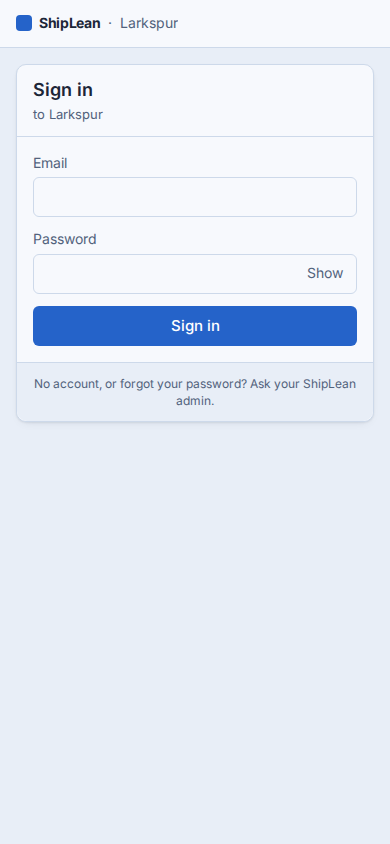 ShipLean · Larkspur
Sign in
to Larkspur
Email
Password
Show
Sign in
No account, or forgot your password? Ask your ShipLean
admin.